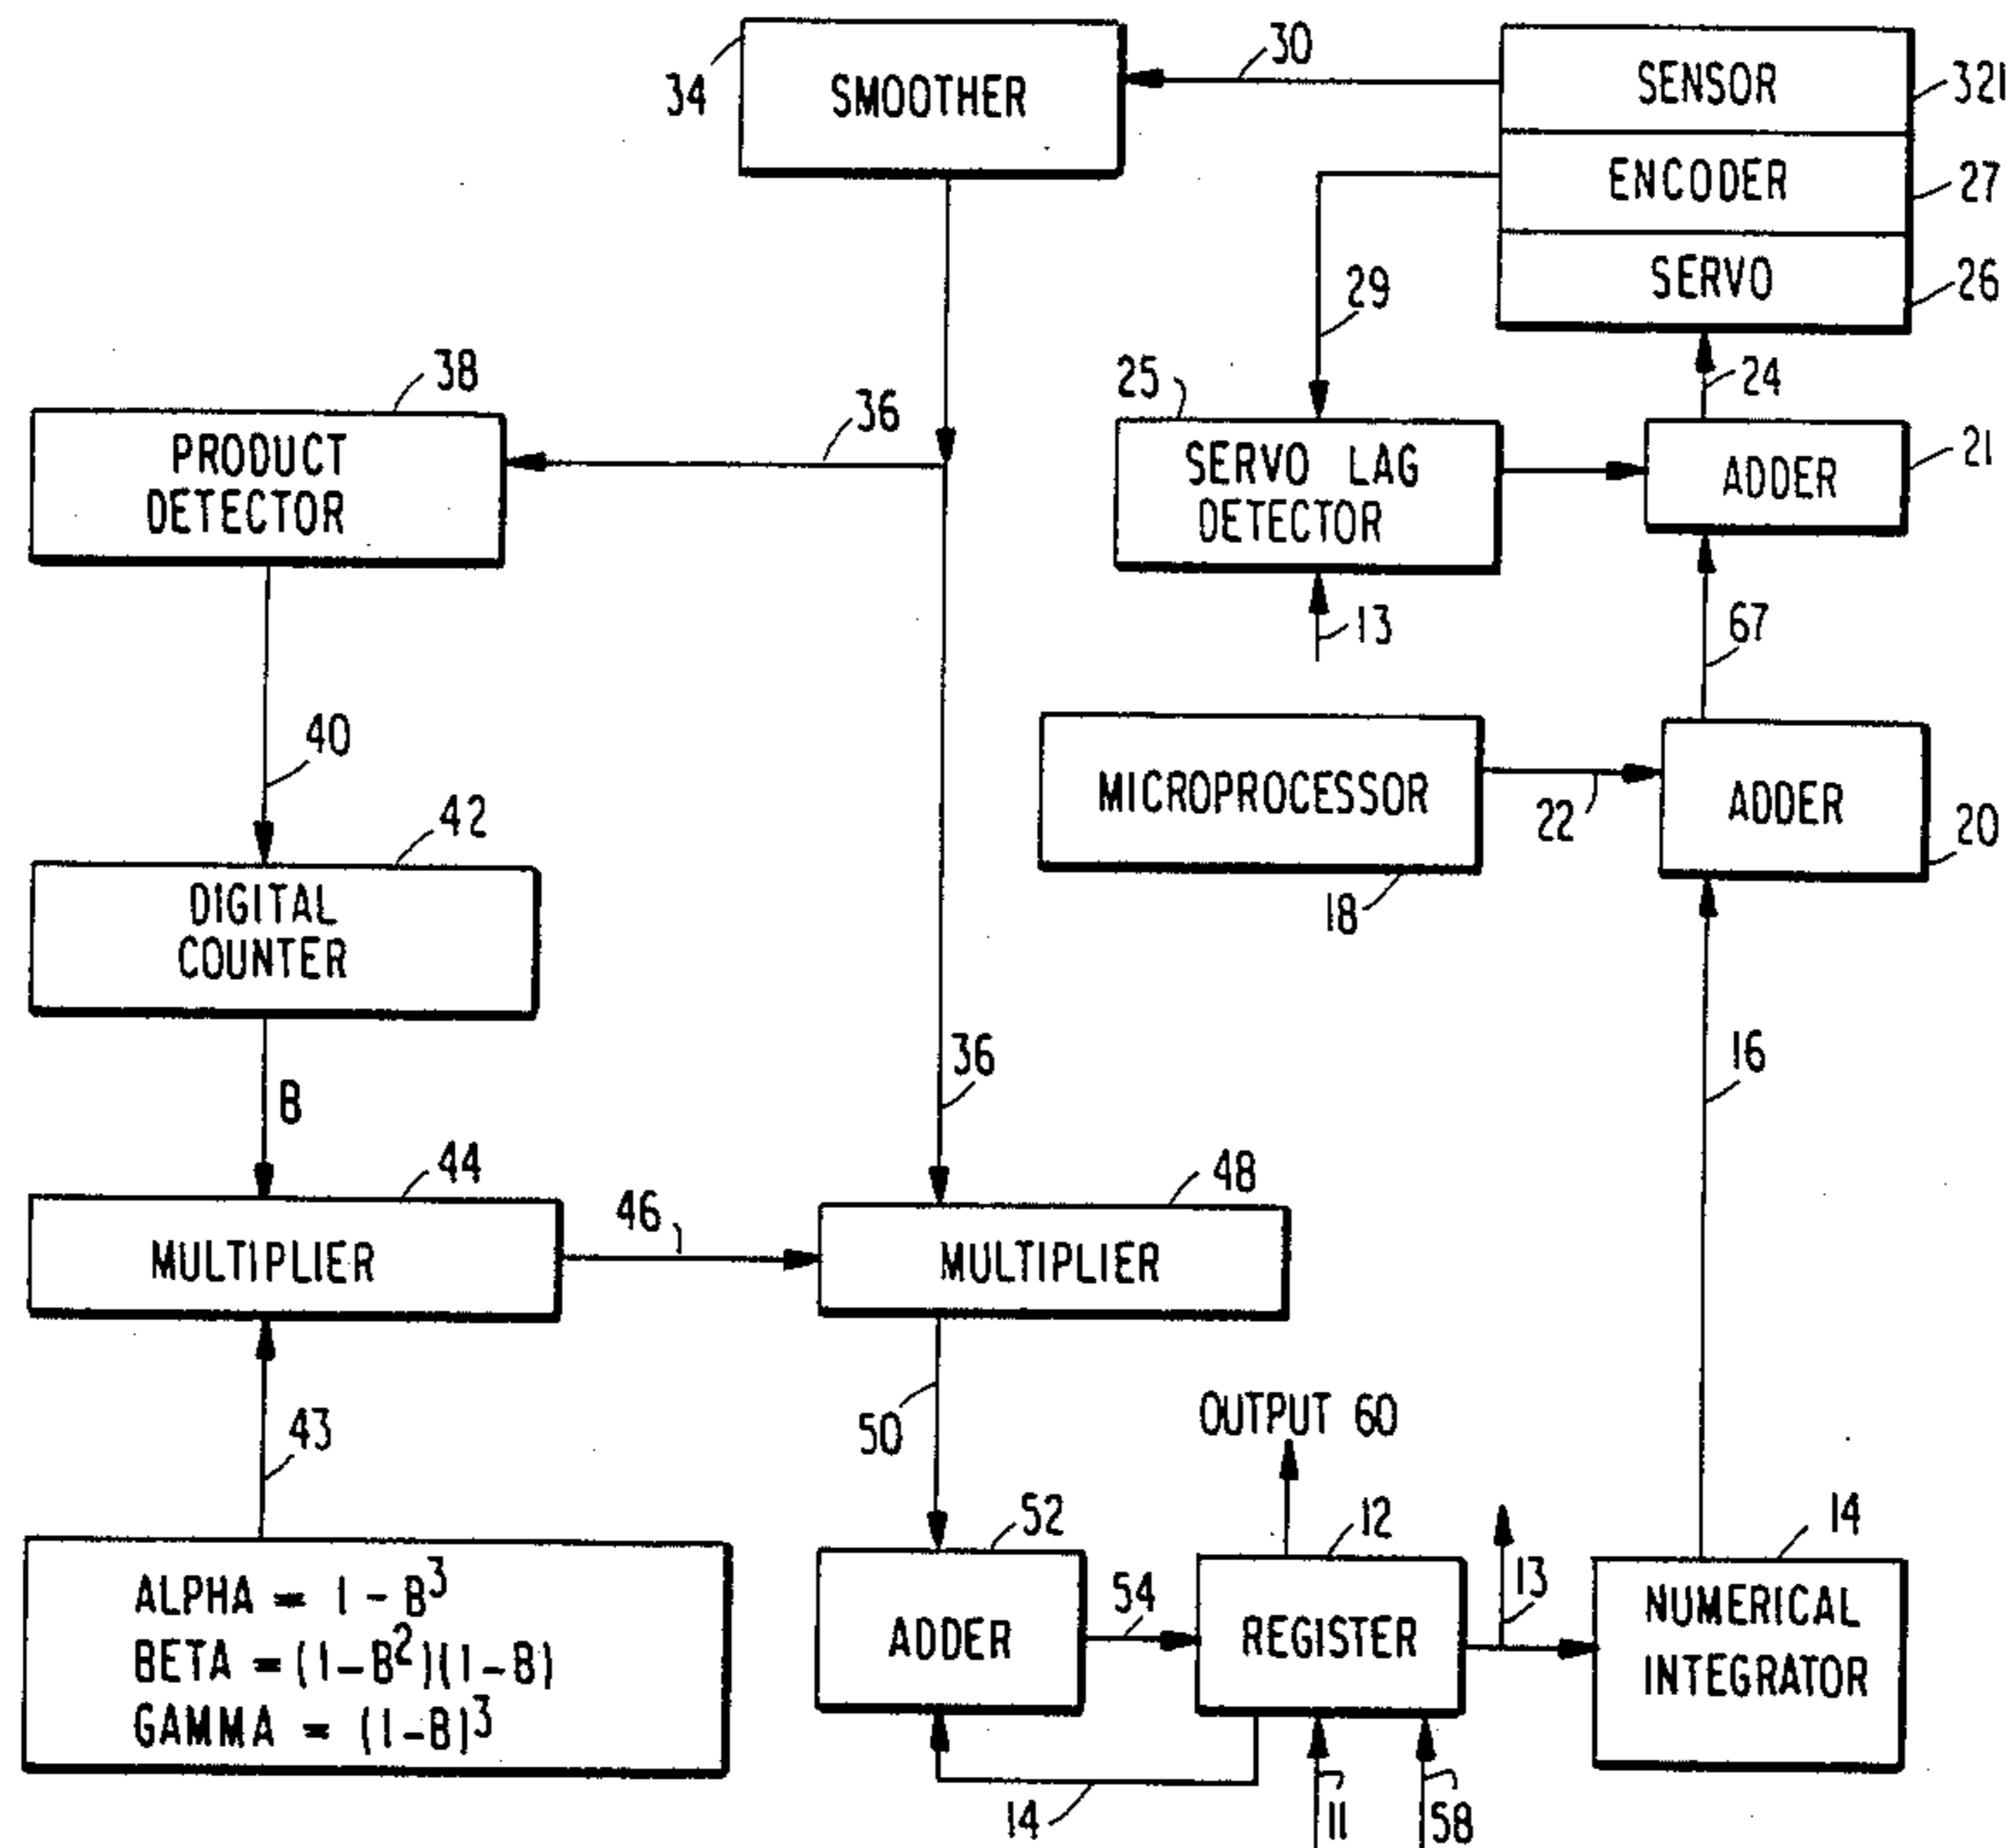 34
SMOOTHER
30
SENSOR
321
ENCODER
27
SERVO
26
29
24
38
PRODUCT
DETECTOR
36
25
SERVO LAG
DETECTOR
ADDER
21
13
67
40
MICROPROCESSOR
18
22
ADDER
20
42
DIGITAL
COUNTER
B
36
16
44
MULTIPLIER
46
48
MULTIPLIER
43
50
OUTPUT 60
ALPHA = 1 - B³
BETA = (1-B²)(1-B)
GAMMA = (1-B)³
52
ADDER
54
12
REGISTER
13
14
NUMERICAL
INTEGRATOR
14
11
58